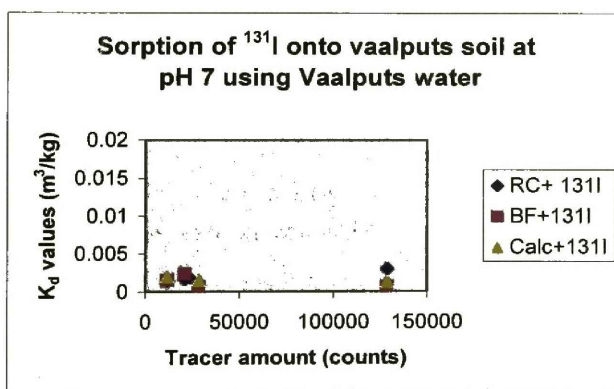 Sorption of ¹³¹I onto vaalputs soil at
pH 7 using Vaalputs water
Kd values (m³/kg)
0.02
0.015
0.01
0.005
0
0 50000 100000 150000
Tracer amount (counts)
RC+ 131I
BF+131I
Calc+131I